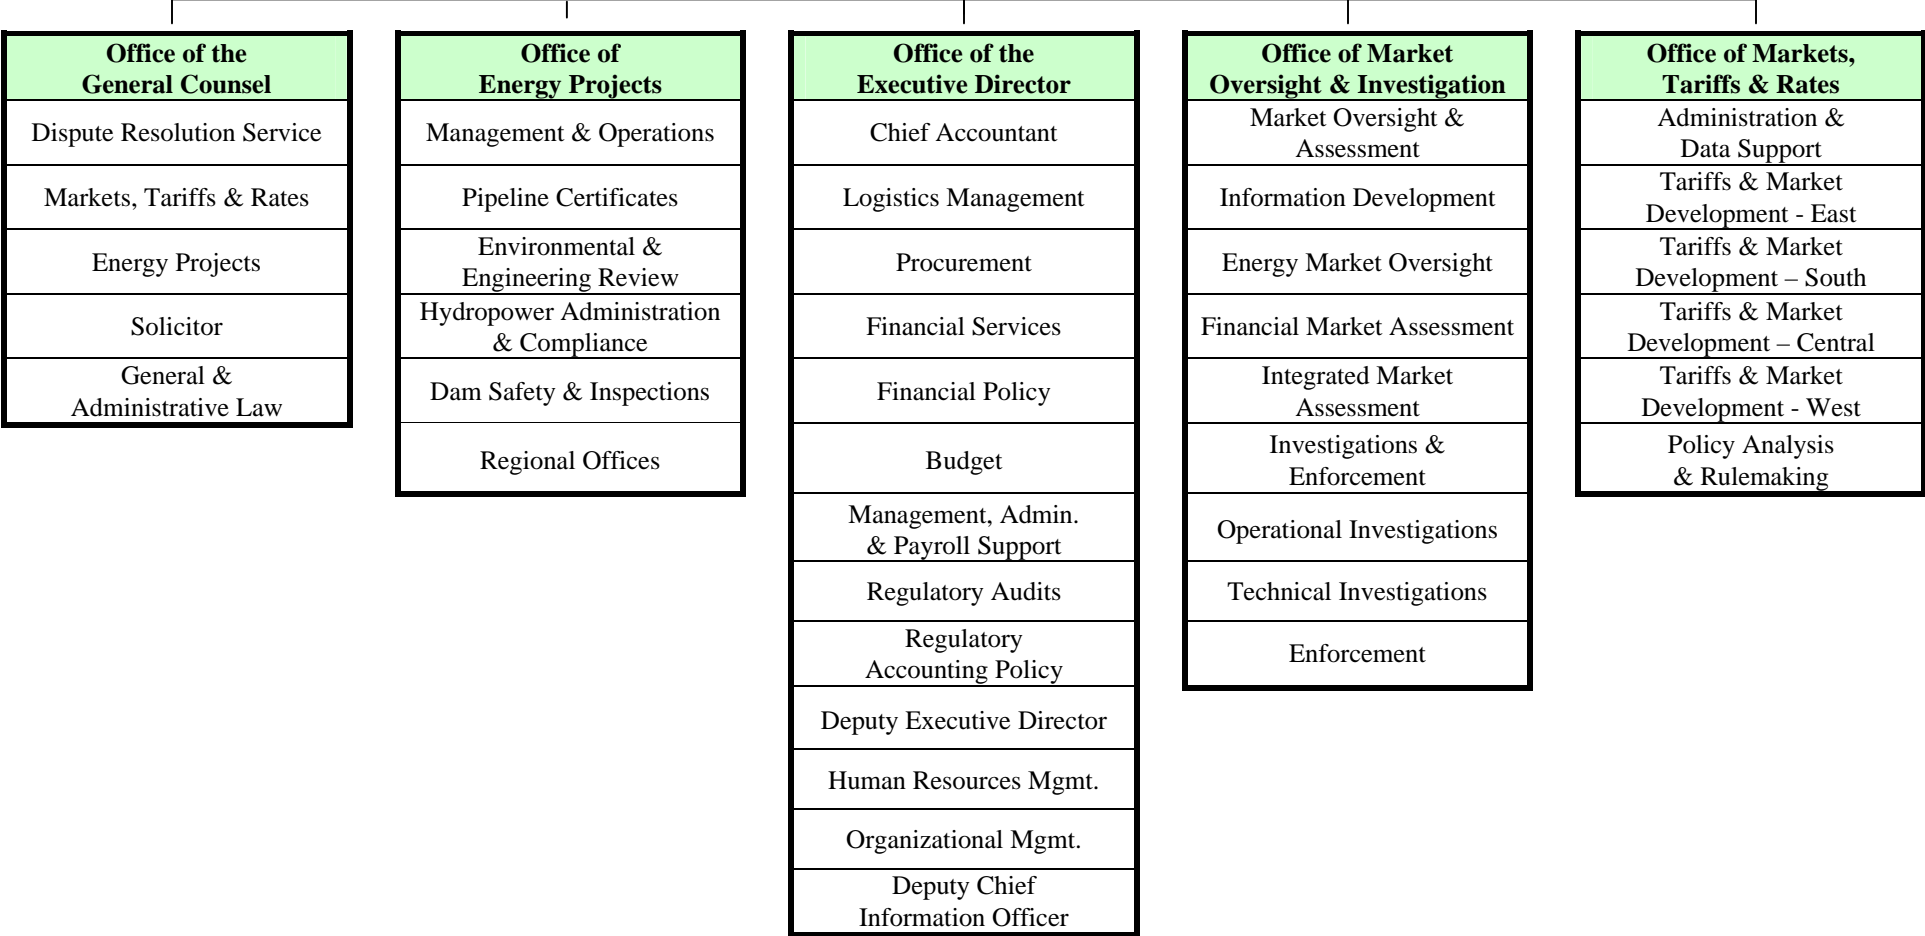 Office of the
General Counsel
Dispute Resolution Service
Markets, Tariffs & Rates
Energy Projects
Solicitor
General &
Administrative Law
Office of
Energy Projects
Management & Operations
Pipeline Certificates
Environmental &
Engineering Review
Hydropower Administration
& Compliance
Dam Safety & Inspections
Regional Offices
Office of the
Executive Director
Chief Accountant
Logistics Management
Procurement
Financial Services
Financial Policy
Budget
Management, Admin.
& Payroll Support
Regulatory Audits
Regulatory
Accounting Policy
Deputy Executive Director
Human Resources Mgmt.
Organizational Mgmt.
Deputy Chief
Information Officer
Office of Market
Oversight & Investigation
Market Oversight &
Assessment
Information Development
Energy Market Oversight
Financial Market Assessment
Integrated Market
Assessment
Investigations &
Enforcement
Operational Investigations
Technical Investigations
Enforcement
Office of Markets,
Tariffs & Rates
Administration &
Data Support
Tariffs & Market
Development - East
Tariffs & Market
Development – South
Tariffs & Market
Development – Central
Tariffs & Market
Development - West
Policy Analysis
& Rulemaking